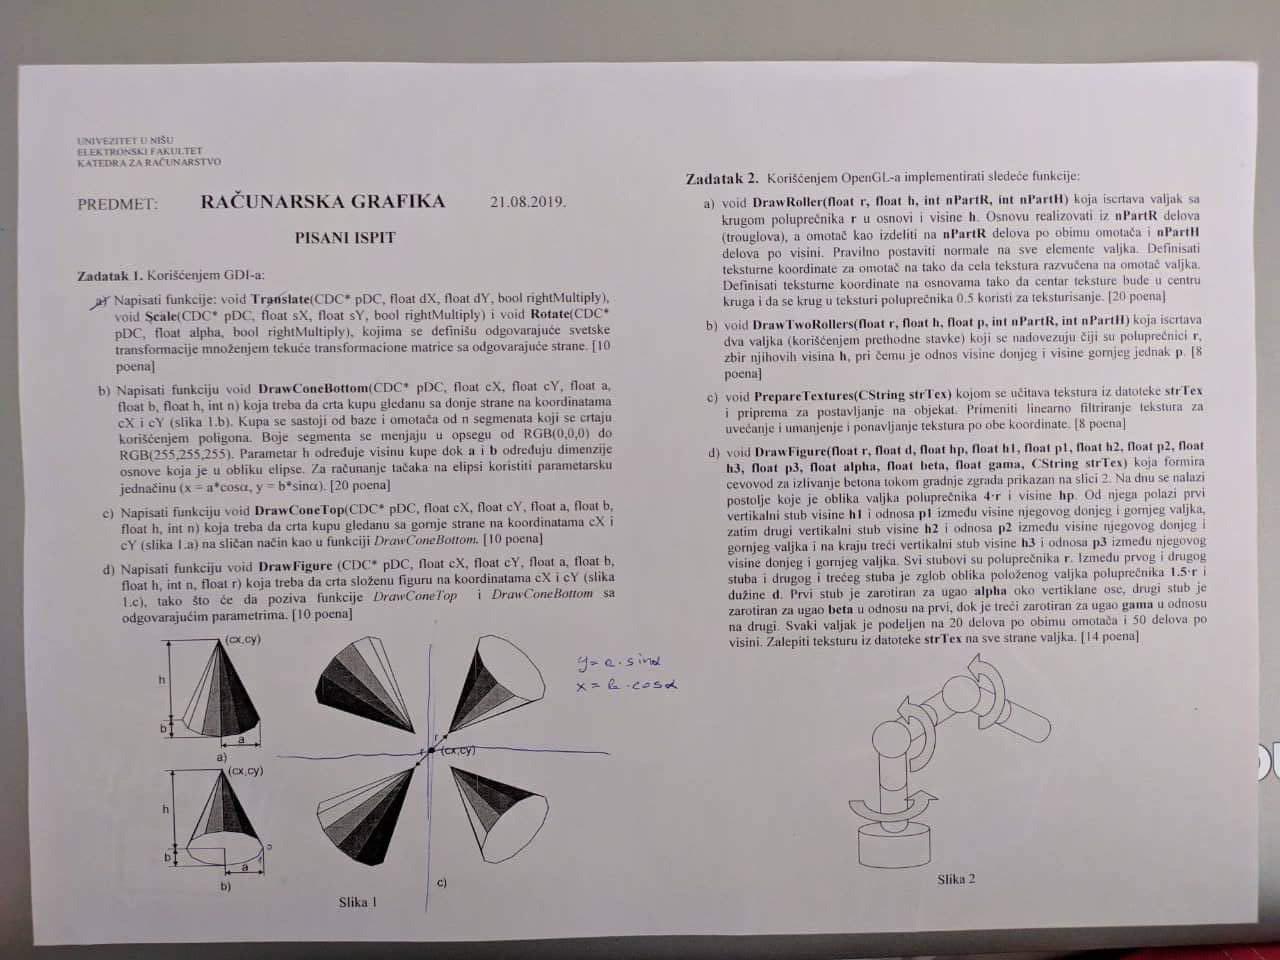 UNIVEZITET U NIŠU
ELEKTRONSKI FAKULTET
KATEDRA ZA RAČUNARSTVO
PREDMET: RAČUNARSKA GRAFIKA 21.08.2019.
PISANI ISPIT
Zadatak 1. Korišćenjem GDI-a:
a) Napisati funkcije: void Translate(CDC* pDC, float dX, float dY, bool rightMultiply),
void Scale(CDC* pDC, float sX, float sY, bool rightMultiply) i void Rotate(CDC*
pDC, float alpha, bool rightMultiply), kojima se definišu odgovarajuće svetske
transformacije množenjem tekuće transformacione matrice sa odgovarajuće strane. [10
poena]
b) Napisati funkciju void DrawConeBottom(CDC* pDC, float cX, float cY, float a,
float b, float h, int n) koja treba da crta kupu gledanu sa donje strane na koordinatama
cX i cY (slika 1.b). Kupa se sastoji od baze i omotača od n segmenata koji se crtaju
korišćenjem poligona. Boje segmenta se menjaju u opsegu od RGB(0,0,0) do
RGB(255,255,255). Parametar h određuje visinu kupe dok a i b određuju dimenzije
osnove koja je u obliku elipse. Za računanje tačaka na elipsi koristiti parametarsku
jednačinu (x = a*cosα, y = b*sinα). [20 poena]
c) Napisati funkciju void DrawConeTop(CDC* pDC, float cX, float cY, float a, float b,
float h, int n) koja treba da crta kupu gledanu sa gornje strane na koordinatama cX i
cY (slika 1.a) na sličan način kao u funkciji DrawConeBottom. [10 poena]
d) Napisati funkciju void DrawFigure (CDC* pDC, float cX, float cY, float a, float b,
float h, int n, float r) koja treba da crta složenu figuru na koordinatama cX i cY (slika
1.c), tako što će da poziva funkcije DrawConeTop i DrawConeBottom sa
odgovarajućim parametrima. [10 poena]
(cx,cy)
h
b
a
a)
(cx,cy)
h
b
a
b)
r
r
(cx,cy)
c)
y=a·sinα
x=b·cosα
Slika 1
Zadatak 2. Korišćenjem OpenGL-a implementirati sledeće funkcije:
a) void DrawRoller(float r, float h, int nPartR, int nPartH) koja iscrtava valjak sa
krugom poluprečnika r u osnovi i visine h. Osnovu realizovati iz nPartR delova
(trouglova), a omotač kao izdeliti na nPartR delova po obimu omotača i nPartH
delova po visini. Pravilno postaviti normale na sve elemente valjka. Definisati
teksturne koordinate za omotač na tako da cela tekstura razvučena na omotač valjka.
Definisati teksturne koordinate na osnovama tako da centar teksture bude u centru
kruga i da se krug u teksturi poluprečnika 0.5 koristi za teksturisanje. [20 poena]
b) void DrawTwoRollers(float r, float h, float p, int nPartR, int nPartH) koja iscrtava
dva valjka (korišćenjem prethodne stavke) koji se nadovezuju čiji su poluprečnici r,
zbir njihovih visina h, pri čemu je odnos visine donjeg i visine gornjeg jednak p. [8
poena]
c) void PrepareTextures(CString strTex) kojom se učitava tekstura iz datoteke strTex
i priprema za postavljanje na objekat. Primeniti linearno filtriranje tekstura za
uvećanje i umanjenje i ponavljanje tekstura po obe koordinate. [8 poena]
d) void DrawFigure(float r, float d, float hp, float h1, float p1, float h2, float p2, float
h3, float p3, float alpha, float beta, float gama, CString strTex) koja formira
cevovod za izlivanje betona tokom gradnje zgrada prikazan na slici 2. Na dnu se nalazi
postolje koje je oblika valjka poluprečnika 4·r i visine hp. Od njega polazi prvi
vertikalni stub visine h1 i odnosa p1 između visine njegovog donjeg i gornjeg valjka,
zatim drugi vertikalni stub visine h2 i odnosa p2 između visine njegovog donjeg i
gornjeg valjka i na kraju treći vertikalni stub visine h3 i odnosa p3 između njegovog
visine donjeg i gornjeg valjka. Svi stubovi su poluprečnika r. Između prvog i drugog
stuba i drugog i trećeg stuba je zglob oblika položenog valjka poluprečnika 1.5·r i
dužine d. Prvi stub je zarotiran za ugao alpha oko vertiklane ose, drugi stub je
zarotiran za ugao beta u odnosu na prvi, dok je treći zarotiran za ugao gama u odnosu
na drugi. Svaki valjak je podeljen na 20 delova po obimu omotača i 50 delova po
visini. Zalepiti teksturu iz datoteke strTex na sve strane valjka. [14 poena]
Slika 2